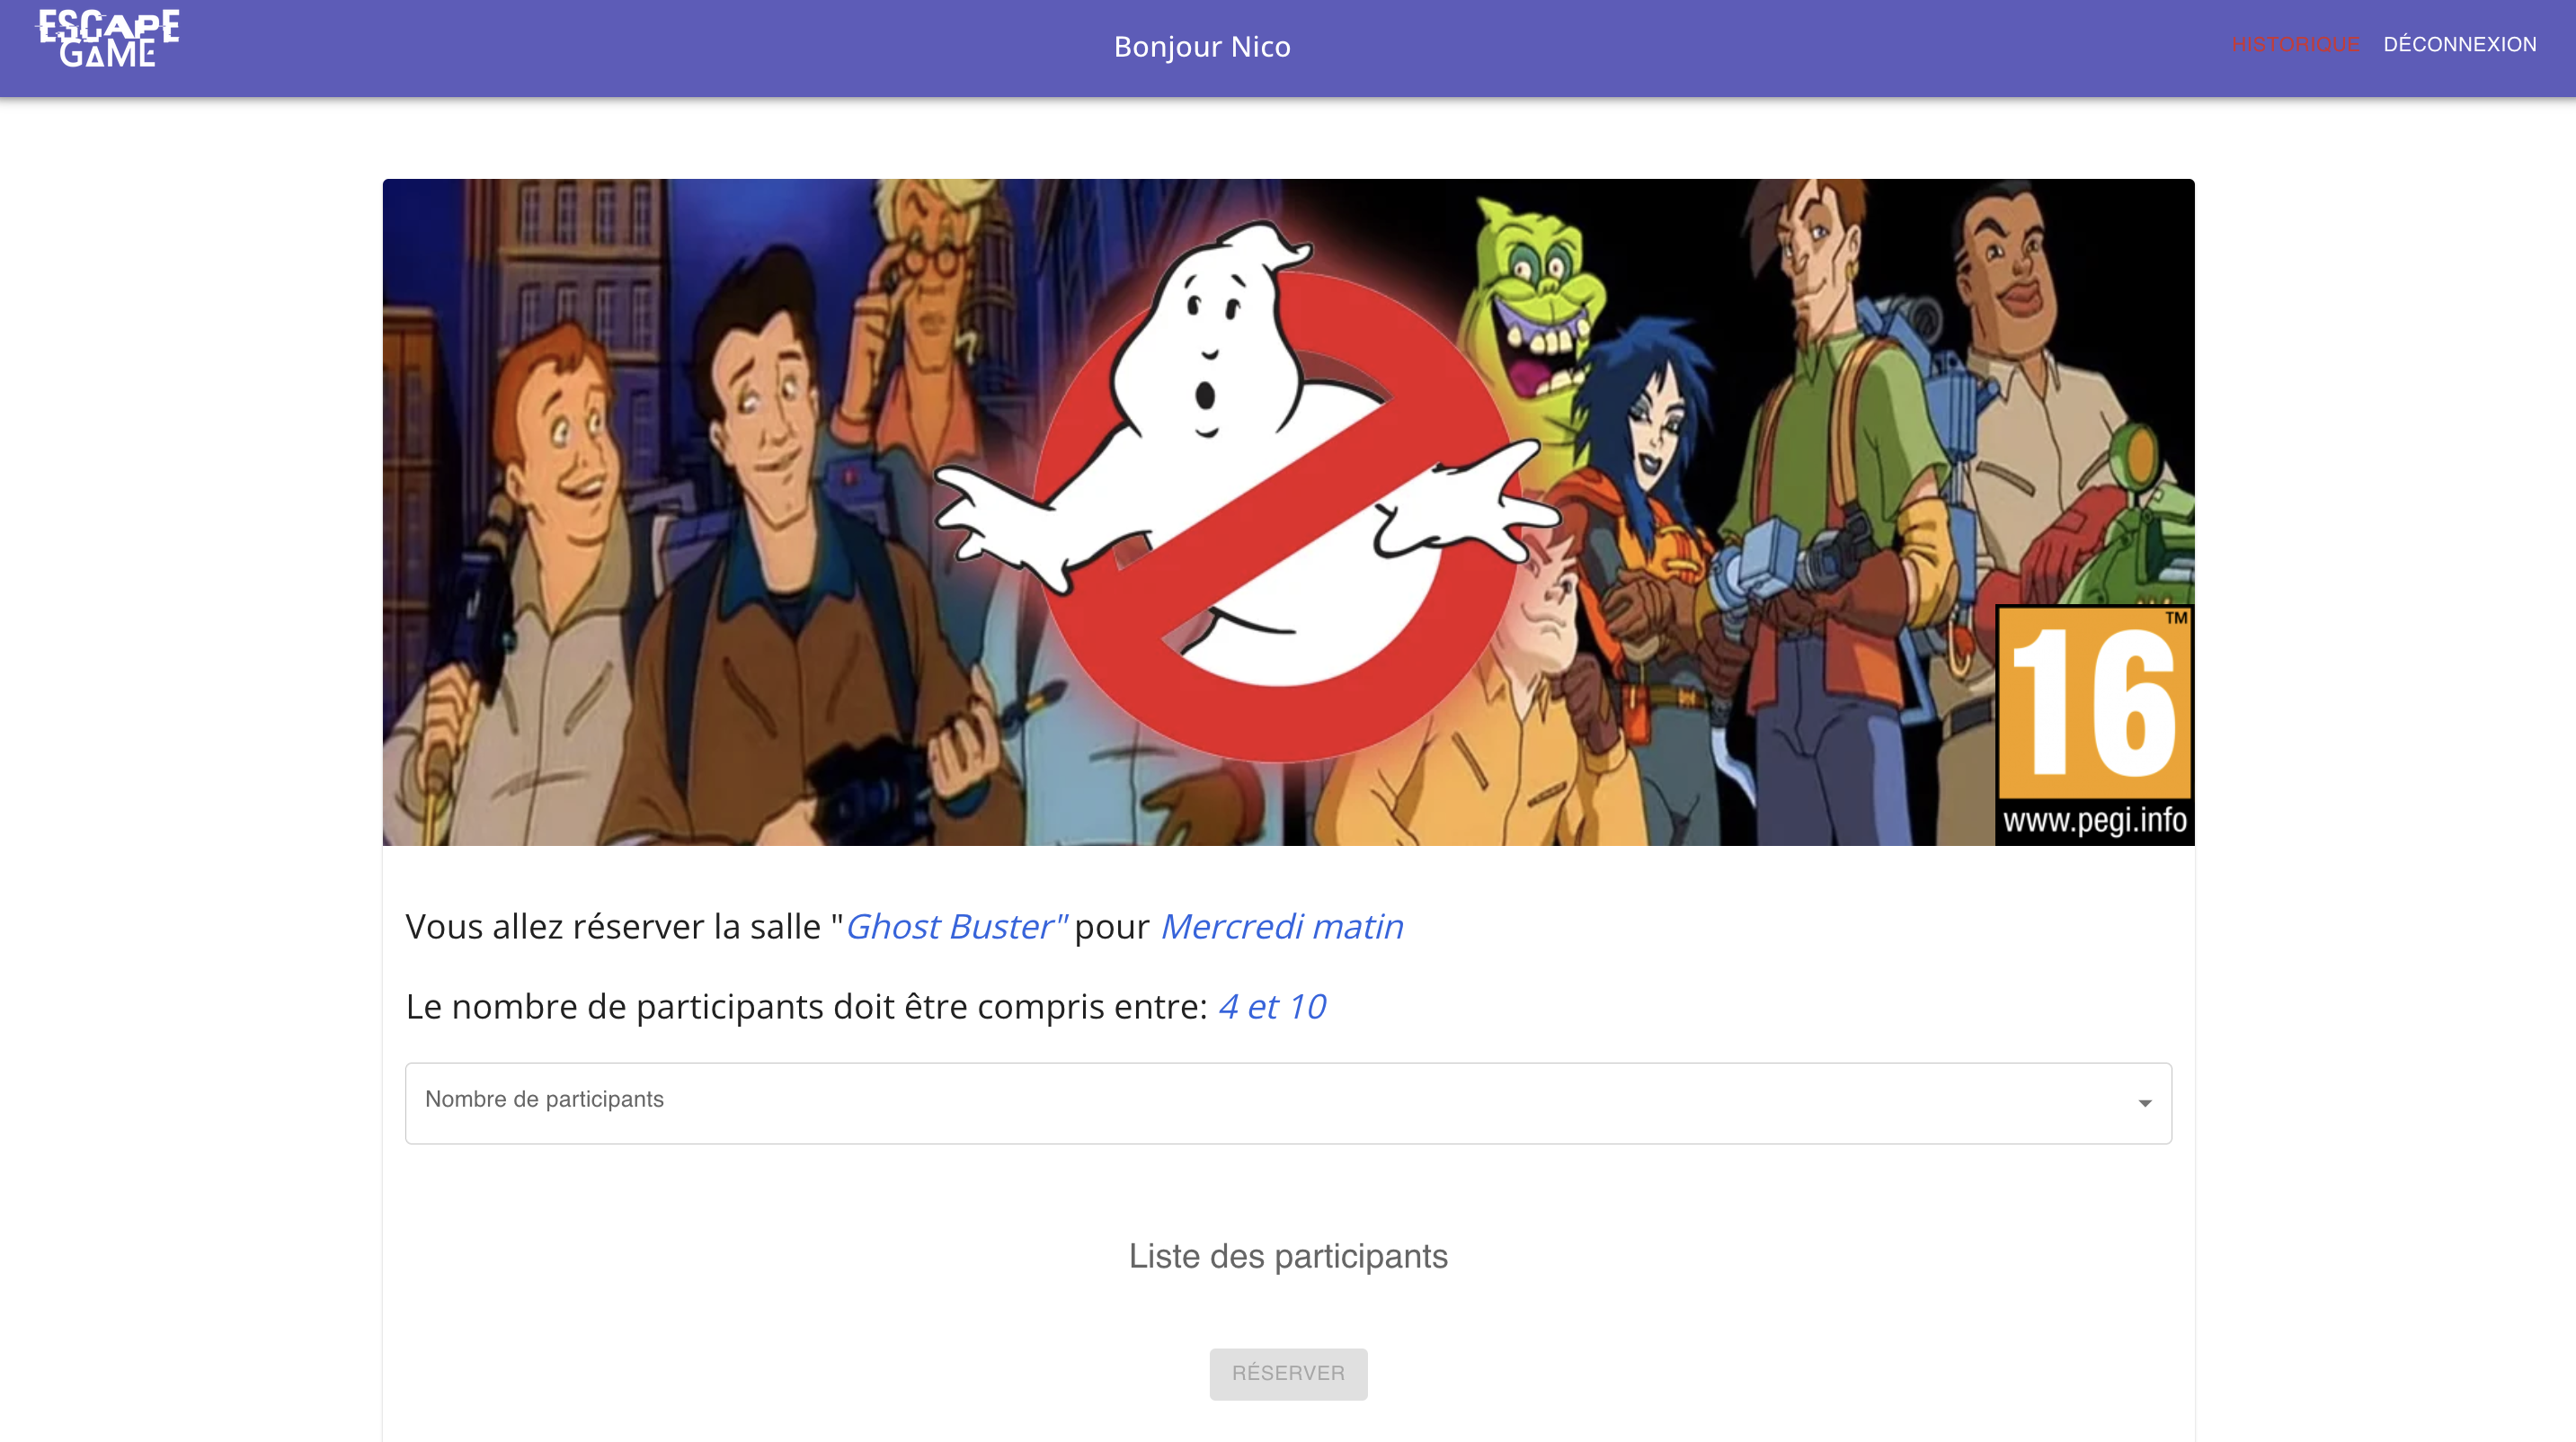 ESCAPE
GAME
Bonjour Nico
HISTORIQUE
DÉCONNEXION
16
TM
www.pegi.info
Vous allez réserver la salle "Ghost Buster" pour Mercredi matin
Le nombre de participants doit être compris entre: 4 et 10
Nombre de participants
Liste des participants
RÉSERVER